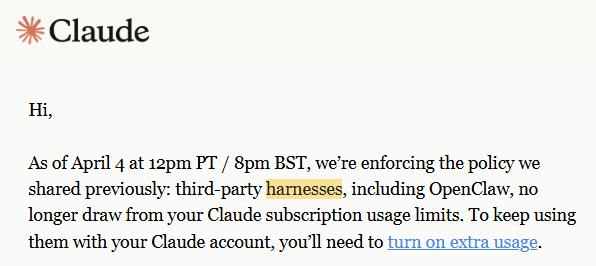 Claude
Hi,
As of April 4 at 12pm PT / 8pm BST, we’re enforcing the policy we
shared previously: third-party harnesses, including OpenClaw, no
longer draw from your Claude subscription usage limits. To keep using
them with your Claude account, you’ll need to turn on extra usage.